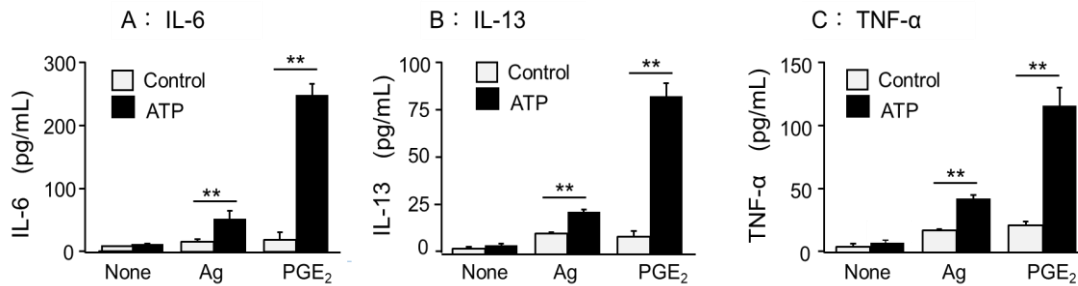 A : IL-6
IL-6 (pg/mL)
300
200
100
0
Control
ATP
**
**
None
Ag
PGE₂
B : IL-13
IL-13 (pg/mL)
100
75
50
25
0
Control
ATP
**
**
None
Ag
PGE₂
C : TNF-α
TNF-α (pg/mL)
150
100
50
0
Control
ATP
**
**
None
Ag
PGE₂